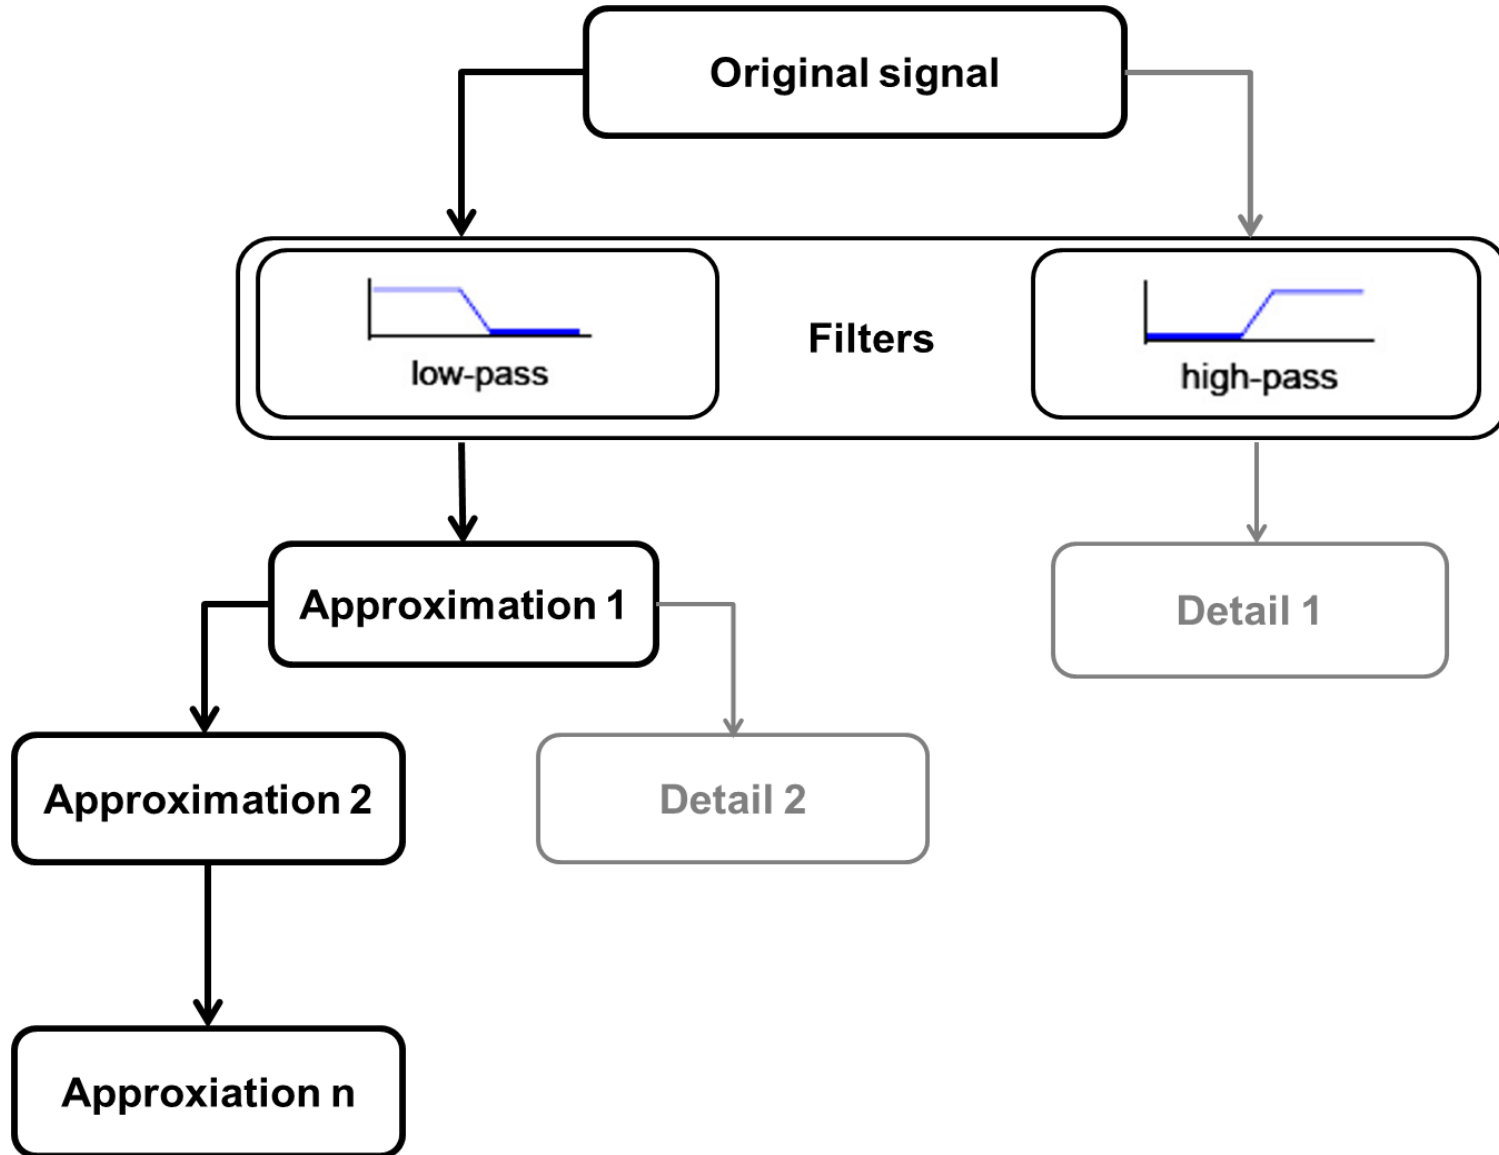 Original signal
Filters
low-pass
high-pass
Approximation 1
Detail 1
Approximation 2
Detail 2
Approxiation n